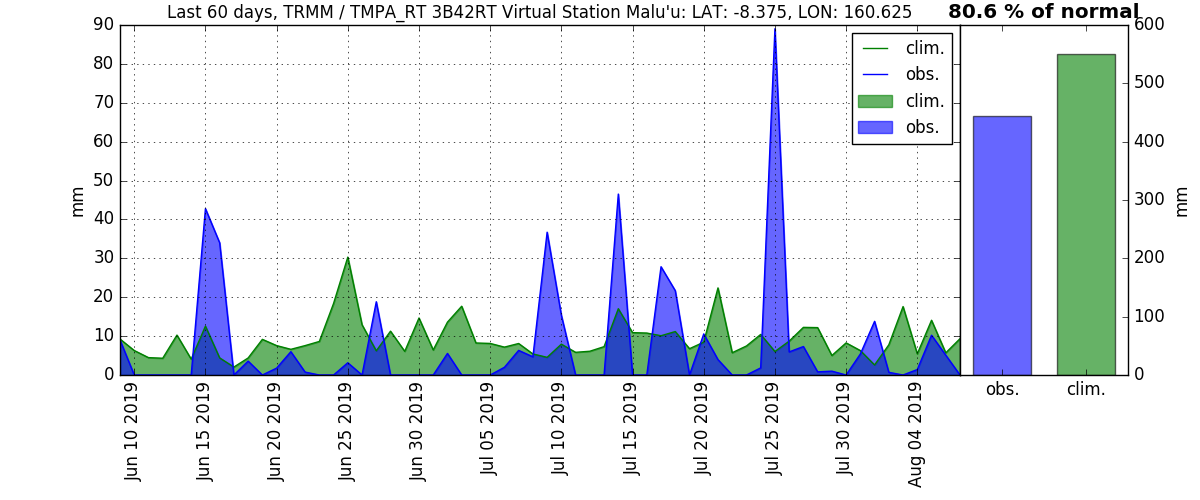 Last 60 days, TRMM / TMPA_RT 3B42RT Virtual Station Malu'u: LAT: -8.375, LON: 160.625
80.6 % of normal
90
80
70
60
50
40
30
20
10
0
mm
clim.
obs.
clim.
obs.
600
500
400
300
200
100
0
mm
Jun 10 2019
Jun 15 2019
Jun 20 2019
Jun 25 2019
Jun 30 2019
Jul 05 2019
Jul 10 2019
Jul 15 2019
Jul 20 2019
Jul 25 2019
Jul 30 2019
Aug 04 2019
obs.
clim.